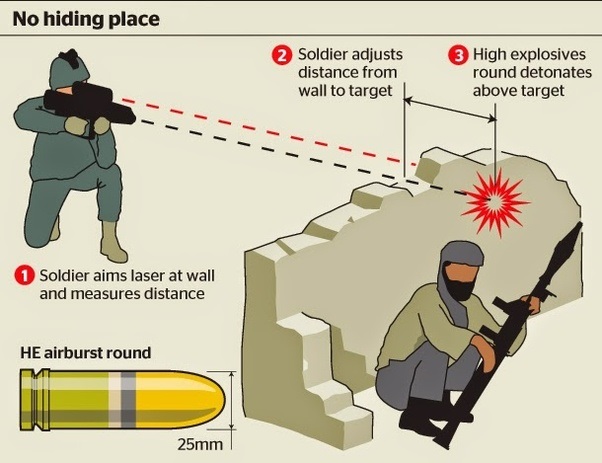 No hiding place
2 Soldier adjusts
distance from
wall to target
3 High explosives
round detonates
above target
1 Soldier aims laser at wall
and measures distance
HE airburst round
25mm